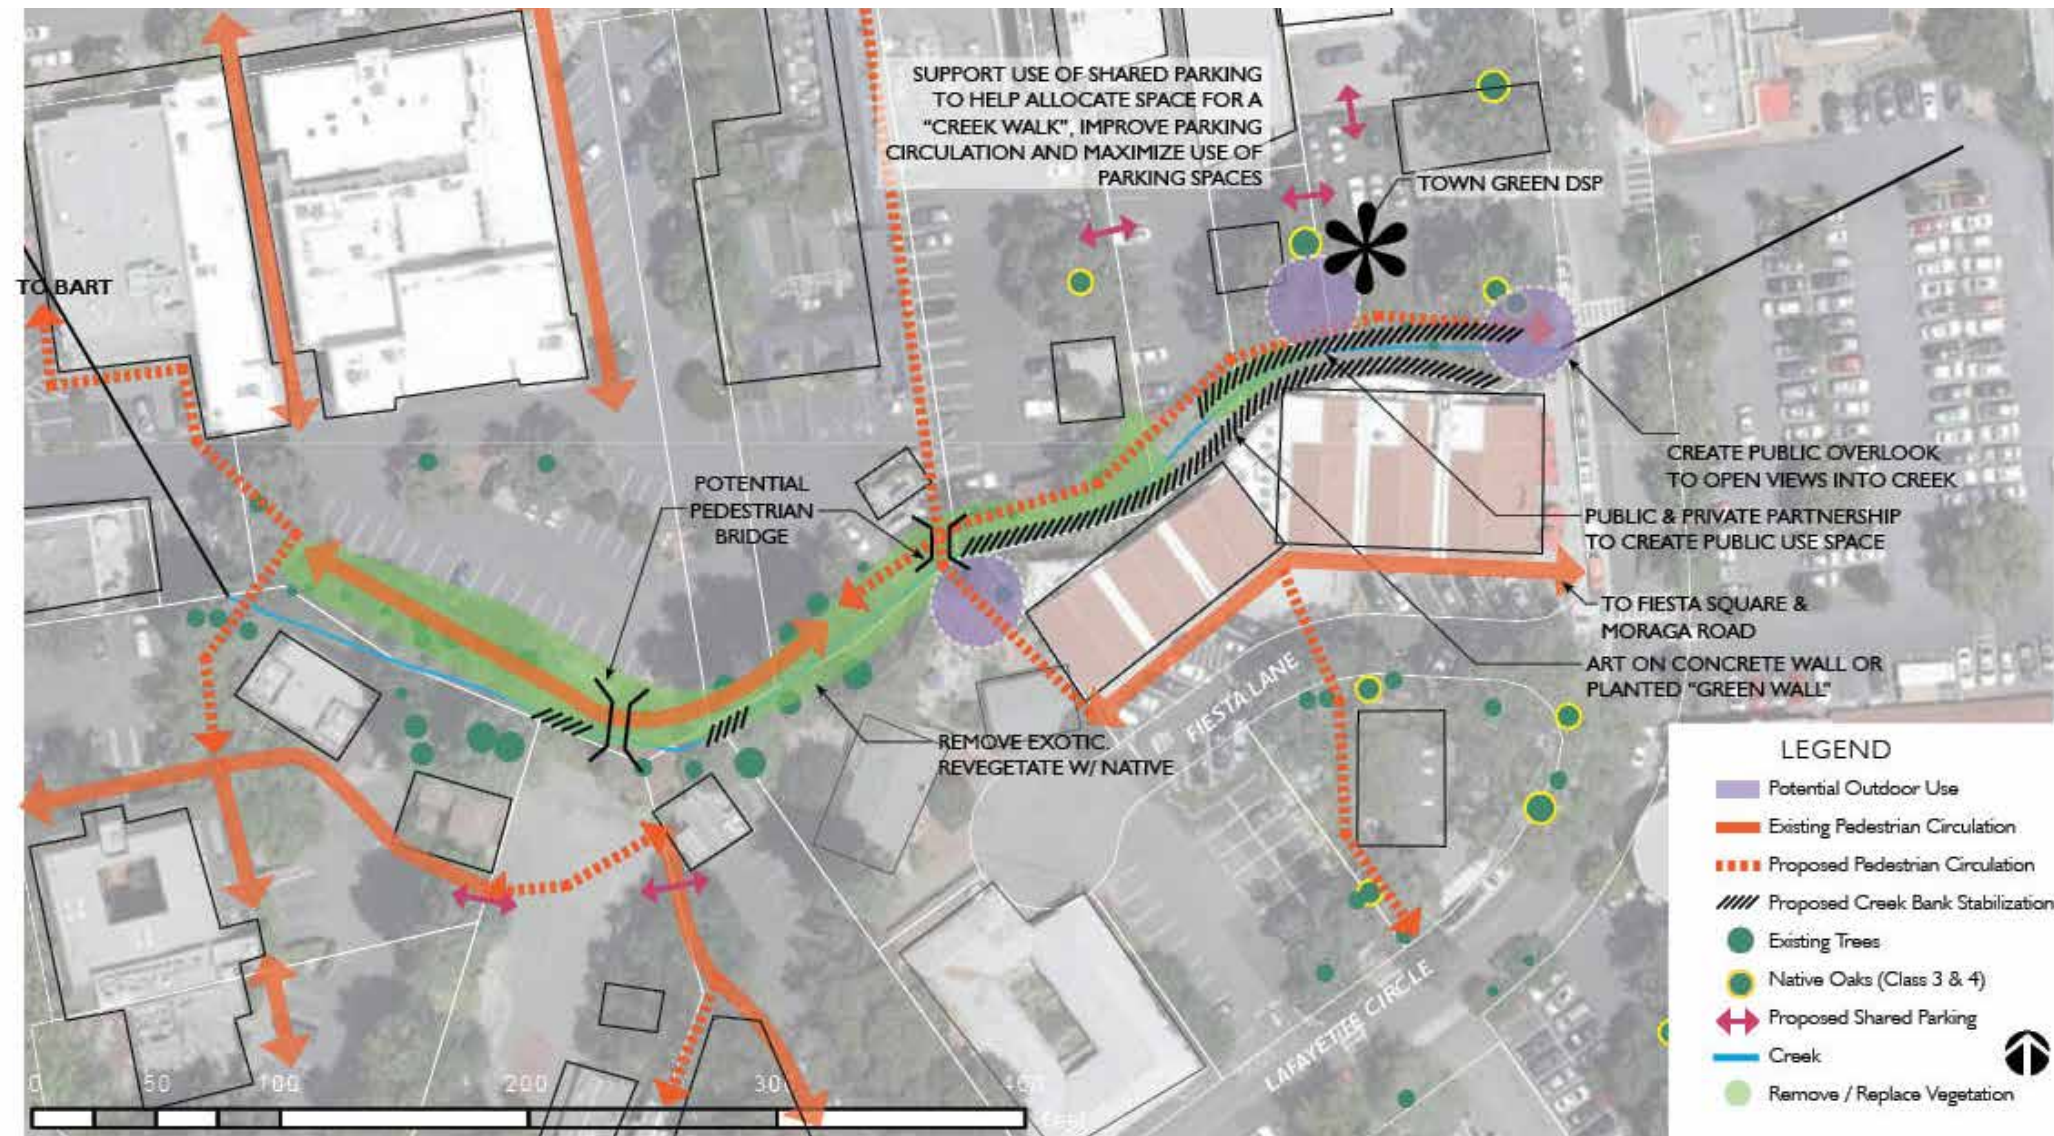 SUPPORT USE OF SHARED PARKING
TO HELP ALLOCATE SPACE FOR A
“CREEK WALK”, IMPROVE PARKING
CIRCULATION AND MAXIMIZE USE OF
PARKING SPACES
TOWN GREEN DSP
TO BART
POTENTIAL
PEDESTRIAN
BRIDGE
CREATE PUBLIC OVERLOOK
TO OPEN VIEWS INTO CREEK
PUBLIC & PRIVATE PARTNERSHIP
TO CREATE PUBLIC USE SPACE
TO FIESTA SQUARE &
MORAGA ROAD
ART ON CONCRETE WALL OR
PLANTED “GREEN WALL”
FIESTA LANE
REMOVE EXOTIC.
REVEGETATE W/ NATIVE
LAFAYETTE CIRCLE
LEGEND
Potential Outdoor Use
Existing Pedestrian Circulation
Proposed Pedestrian Circulation
Proposed Creek Bank Stabilization
Existing Trees
Native Oaks (Class 3 & 4)
Proposed Shared Parking
Creek
Remove / Replace Vegetation
0 50 100 200 300 400
feet